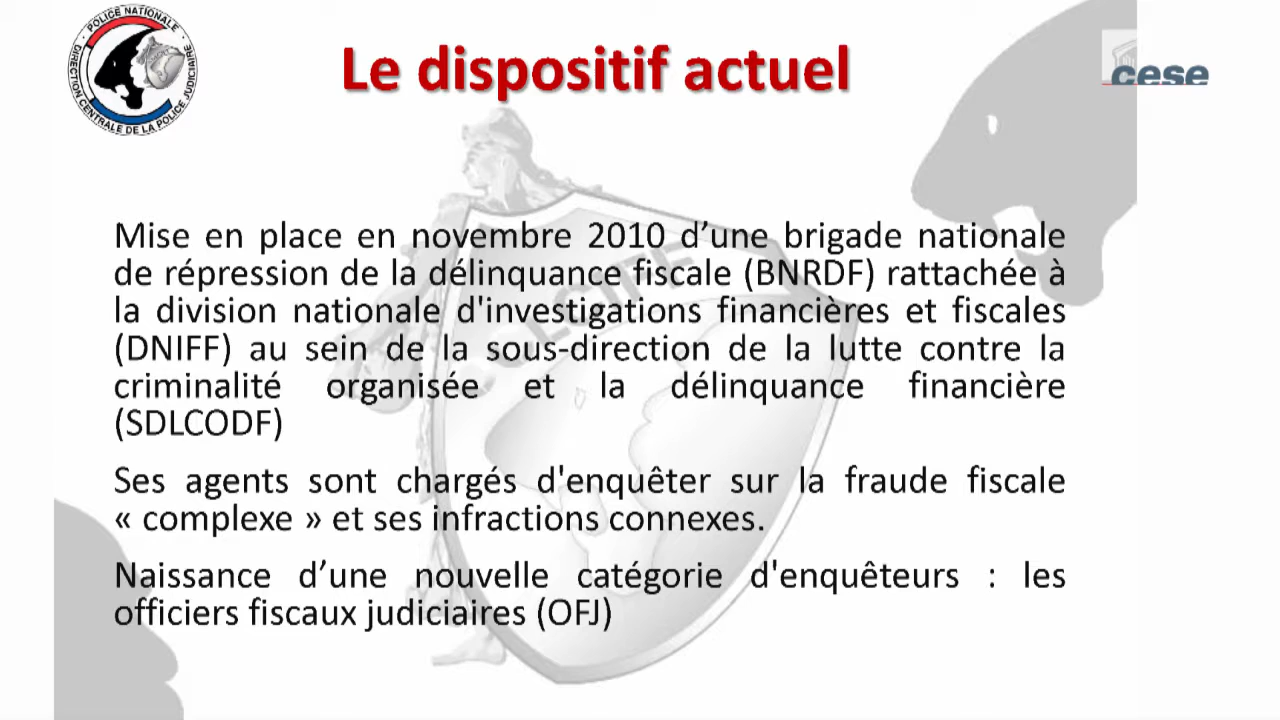 POLICE NATIONALE
DIRECTION CENTRALE DE LA POLICE JUDICIAIRE
Le dispositif actuel
cese
Mise en place en novembre 2010 d’une brigade nationale
de répression de la délinquance fiscale (BNRDF) rattachée à
la division nationale d'investigations financières et fiscales
(DNIFF) au sein de la sous-direction de la lutte contre la
criminalité organisée et la délinquance financière
(SDLCODF)
Ses agents sont chargés d'enquêter sur la fraude fiscale
« complexe » et ses infractions connexes.
Naissance d’une nouvelle catégorie d'enquêteurs : les
officiers fiscaux judiciaires (OFJ)